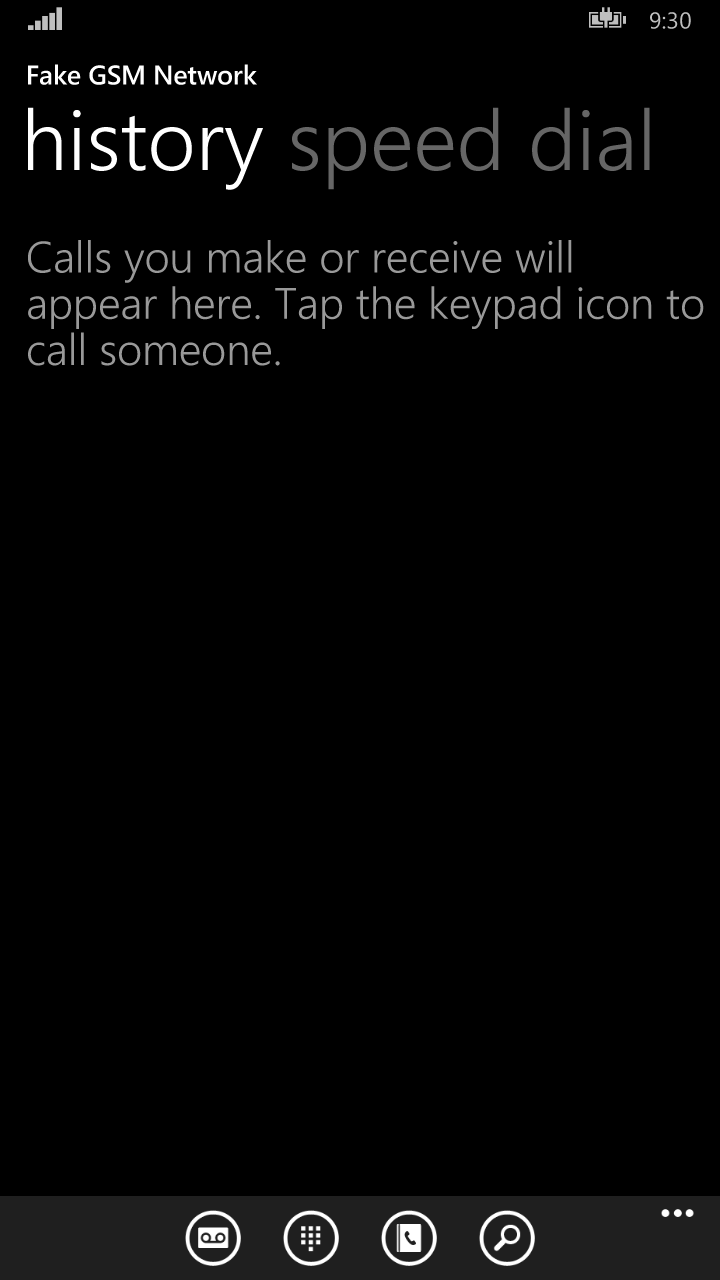 9:30
Fake GSM Network
history speed dial
Calls you make or receive will
appear here. Tap the keypad icon to
call someone.